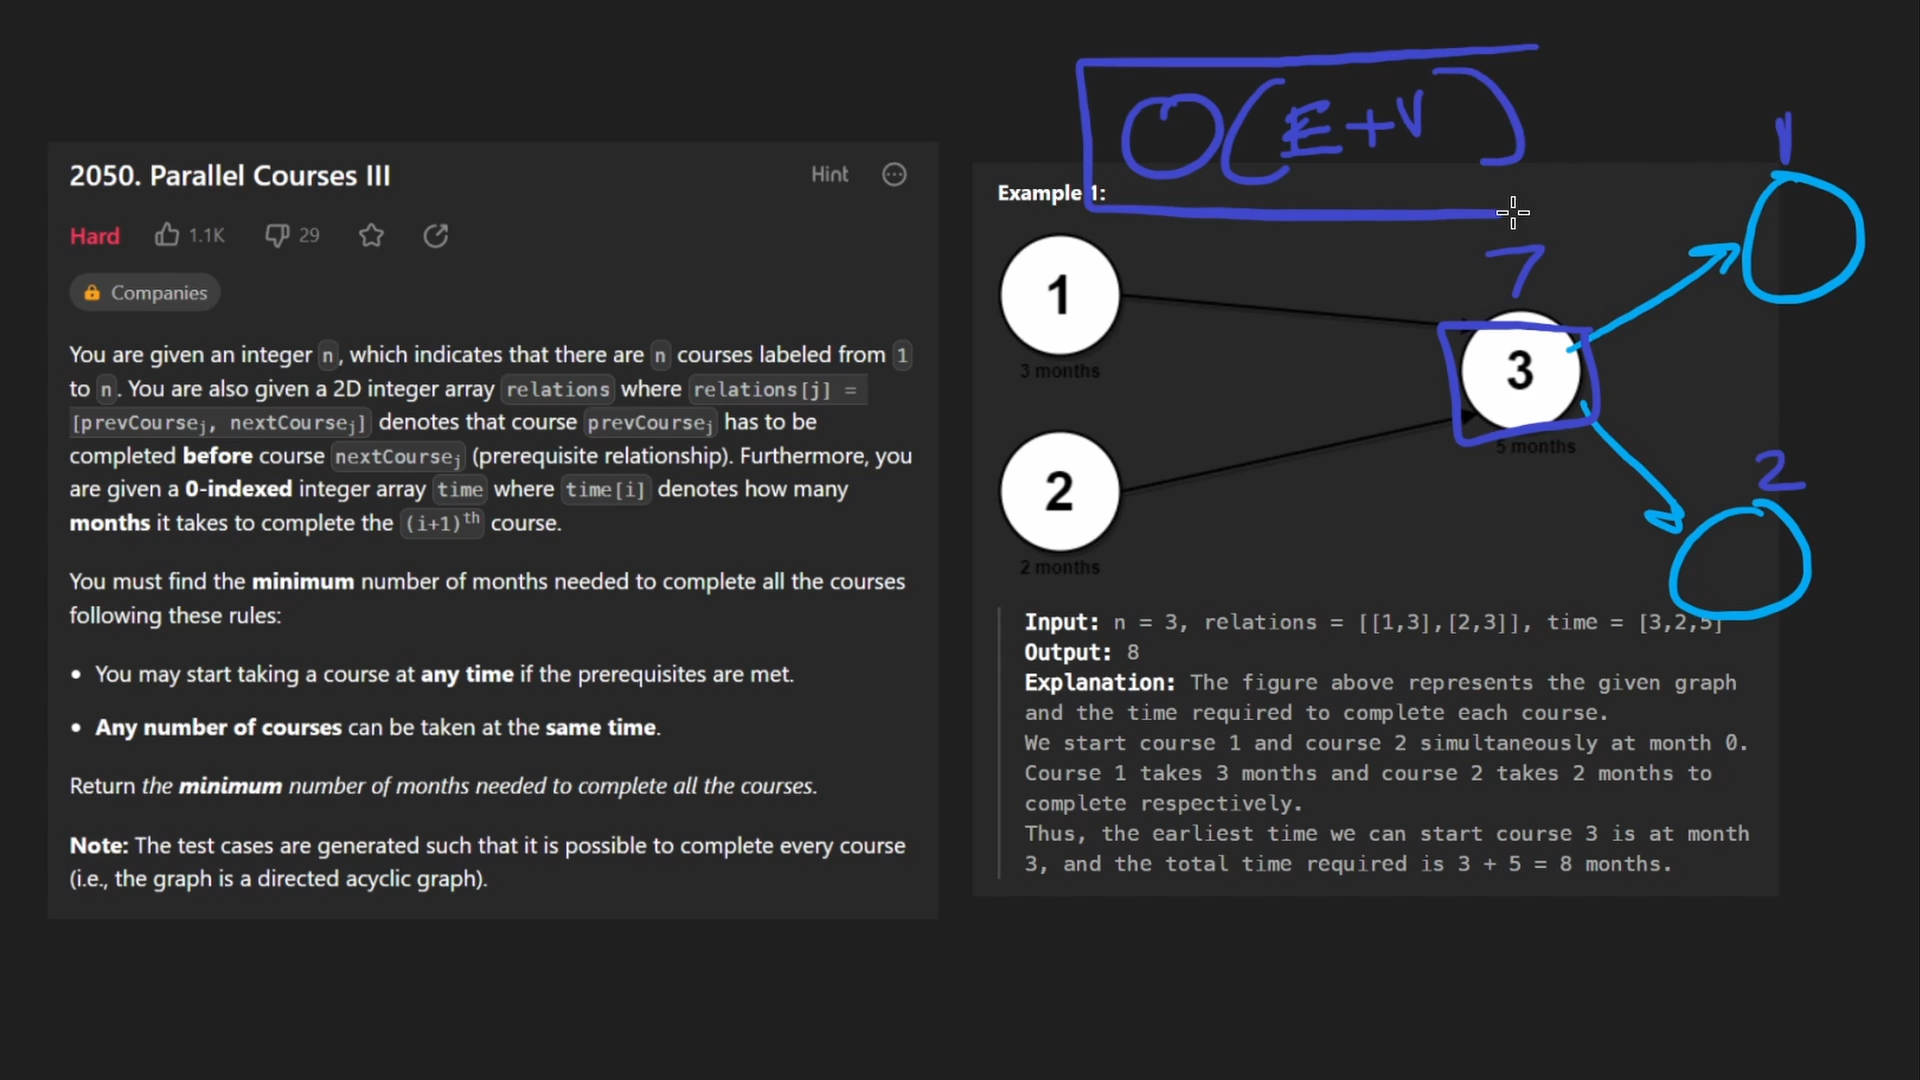 2050. Parallel Courses III
Hint
Hard 1.1K 29
Companies
You are given an integer n, which indicates that there are n courses labeled from 1
to n. You are also given a 2D integer array relations where relations[j] =
[prevCoursej, nextCoursej] denotes that course prevCoursej has to be
completed before course nextCoursej (prerequisite relationship). Furthermore, you
are given a 0-indexed integer array time where time[i] denotes how many
months it takes to complete the (i+1)th course.
You must find the minimum number of months needed to complete all the courses
following these rules:
• You may start taking a course at any time if the prerequisites are met.
• Any number of courses can be taken at the same time.
Return the minimum number of months needed to complete all the courses.
Note: The test cases are generated such that it is possible to complete every course
(i.e., the graph is a directed acyclic graph).
O(E+V)
Example 1:
1
7
1
3 months
3
5 months
2
2
2 months
Input: n = 3, relations = [[1,3],[2,3]], time = [3,2,5]
Output: 8
Explanation: The figure above represents the given graph
and the time required to complete each course.
We start course 1 and course 2 simultaneously at month 0.
Course 1 takes 3 months and course 2 takes 2 months to
complete respectively.
Thus, the earliest time we can start course 3 is at month
3, and the total time required is 3 + 5 = 8 months.